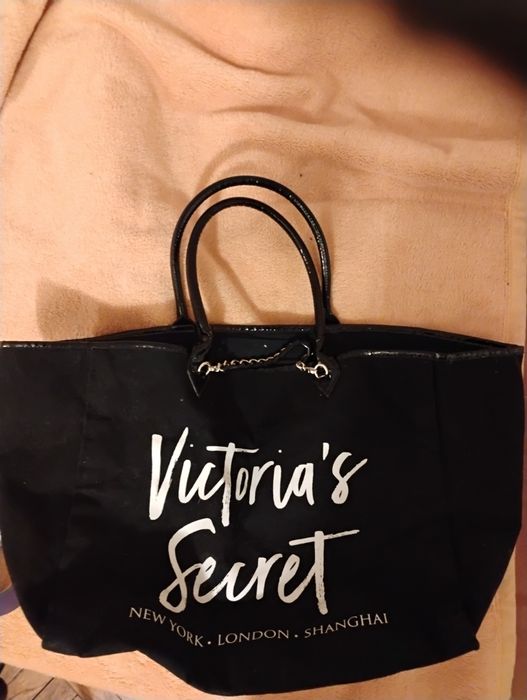 Victoria's
Secret
NEW YORK · LONDON · SHANGHAI